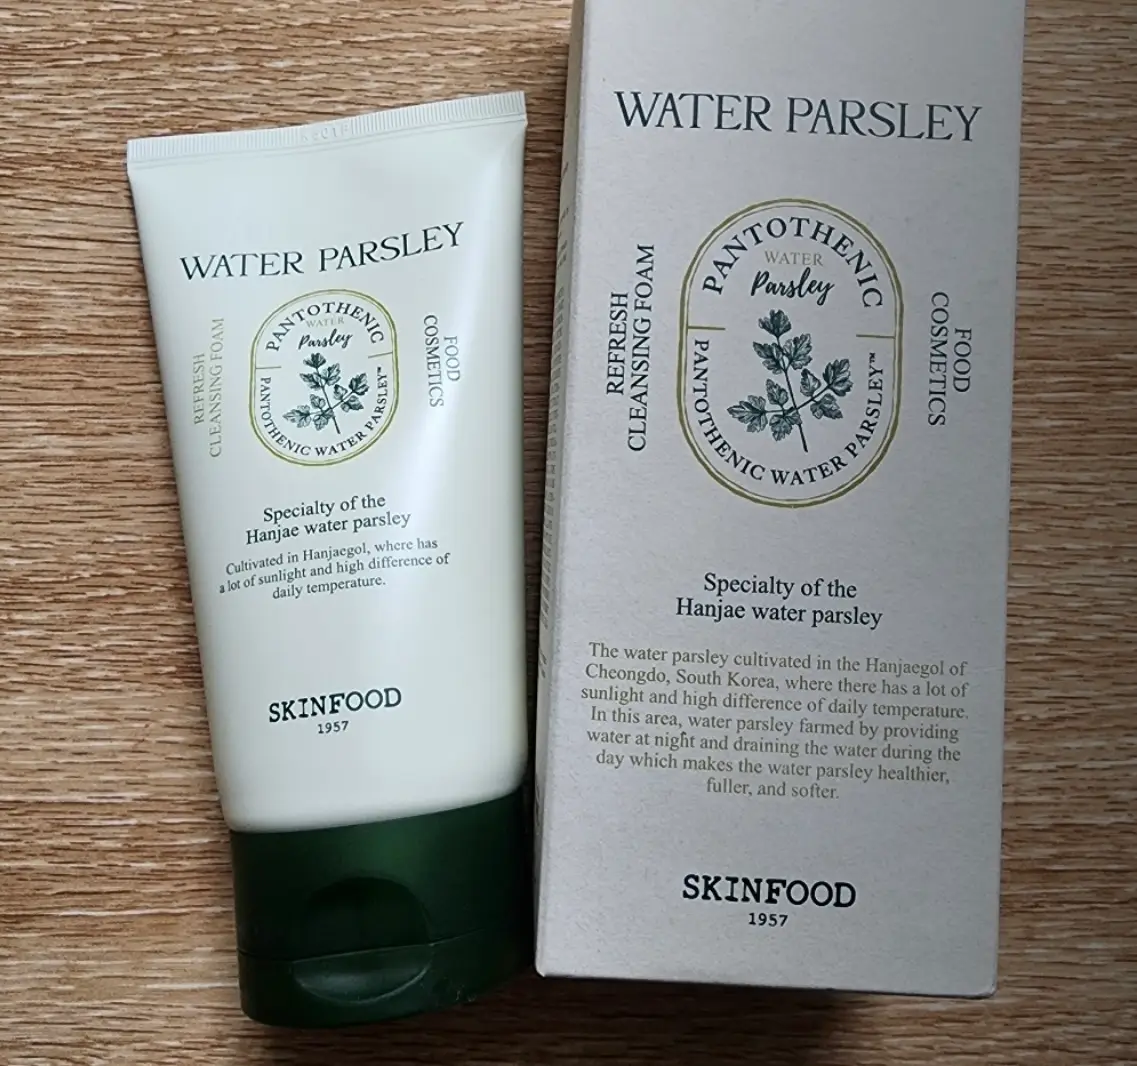 WATER PARSLEY
PANTOTHENIC
WATER
Parsley
PANTOTHENIC WATER PARSLEY™
REFRESH
CLEANSING FOAM
FOOD
COSMETICS
Specialty of the
Hanjae water parsley
Cultivated in Hanjaegol, where has
a lot of sunlight and high difference of
daily temperature.
SKINFOOD
1957
WATER PARSLEY
PANTOTHENIC
WATER
Parsley
PANTOTHENIC WATER PARSLEY™
REFRESH
CLEANSING FOAM
FOOD
COSMETICS
Specialty of the
Hanjae water parsley
The water parsley cultivated in the Hanjaegol of
Cheongdo, South Korea, where there has a lot of
sunlight and high difference of daily temperature.
In this area, water parsley farmed by providing
water at night and draining the water during the
day which makes the water parsley healthier,
fuller, and softer.
SKINFOOD
1957